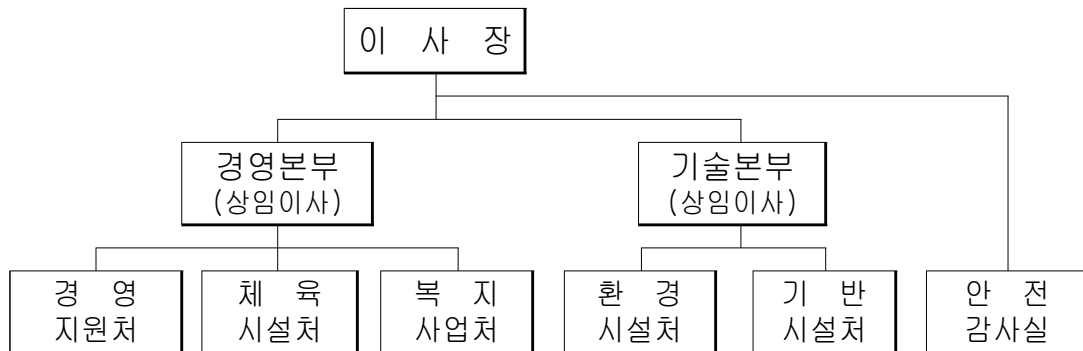 이 사 장
경영본부
(상임이사)
기술본부
(상임이사)
경 영
지원처
체 육
시설처
복 지
사업처
환 경
시설처
기 반
시설처
안 전
감사실